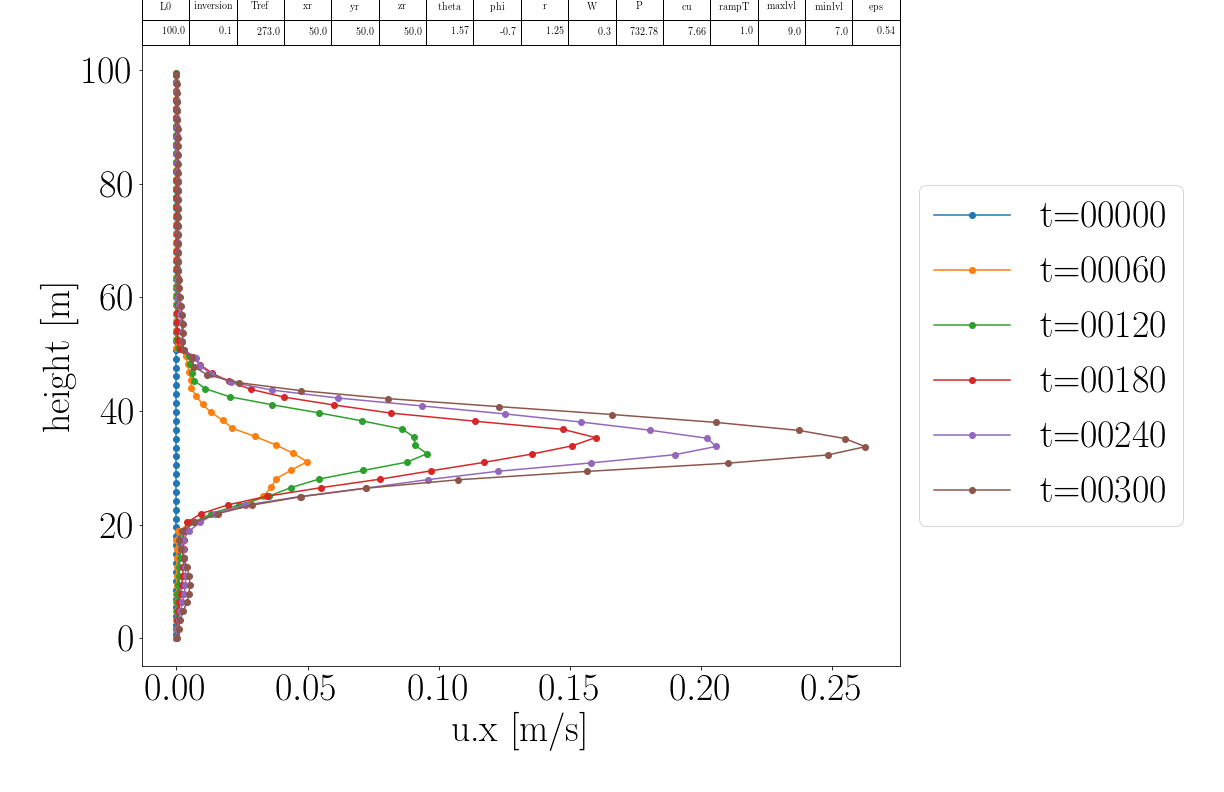 L0 inversion Tref xr yr zr theta phi r W P cu rampT maxlvl minlvl eps
100.0 0.1 273.0 50.0 50.0 50.0 1.57 -0.7 1.25 0.3 732.78 7.66 1.0 9.0 7.0 0.54
100
80
60
40
20
0
height [m]
0.00 0.05 0.10 0.15 0.20 0.25
u.x [m/s]
t=00000
t=00060
t=00120
t=00180
t=00240
t=00300